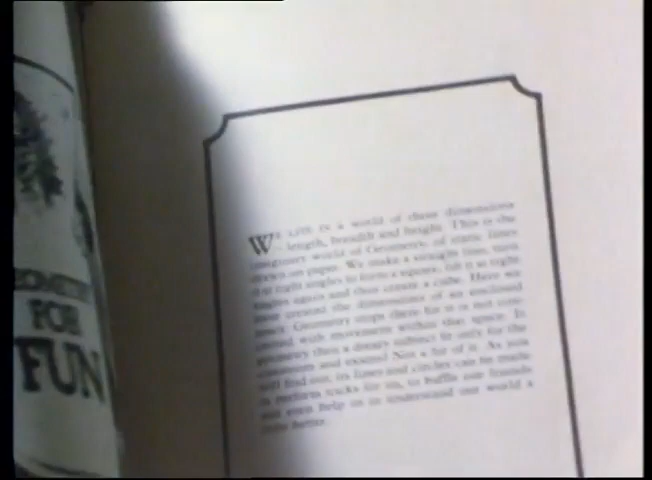 GEOMETRY
FOR
FUN
WE LIVE in a world of three dimensions
– length, breadth and height. This is the
imaginary world of Geometry, of static lines
drawn on paper. We make a straight line, turn
it at right angles to form a square, lift it at right
angles again and thus create a cube. Here we
have created the dimensions of an enclosed
space. Geometry stops there for it is not con-
cerned with movement within that space. Is
geometry then a dreary subject fit only for the
classroom and exams? Not a bit of it. As you
will find out, its lines and circles can be made
to perform tricks for us, to baffle our friends
and even help us to understand our world a
little better.